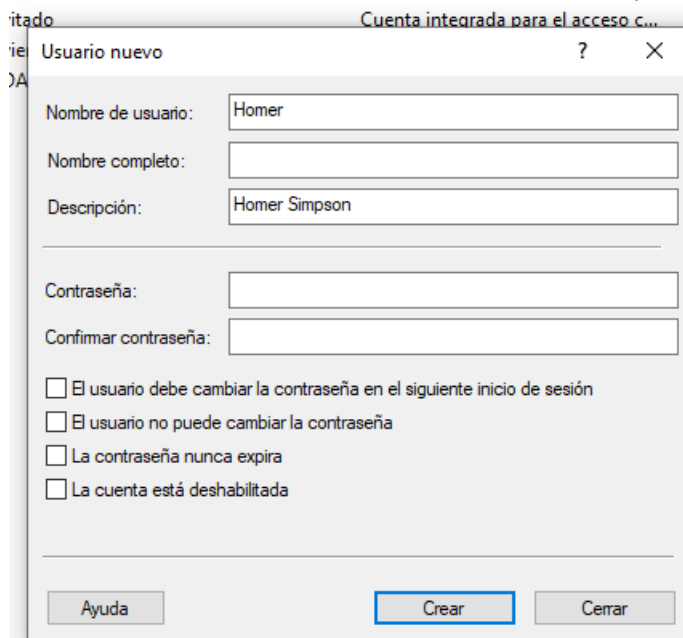 Cuenta integrada para el acceso c...
Usuario nuevo ?
Nombre de usuario: Homer
Nombre completo:
Descripción: Homer Simpson
Contraseña:
Confirmar contraseña:
El usuario debe cambiar la contraseña en el siguiente inicio de sesión
El usuario no puede cambiar la contraseña
La contraseña nunca expira
La cuenta está deshabilitada
Ayuda Crear Cerrar